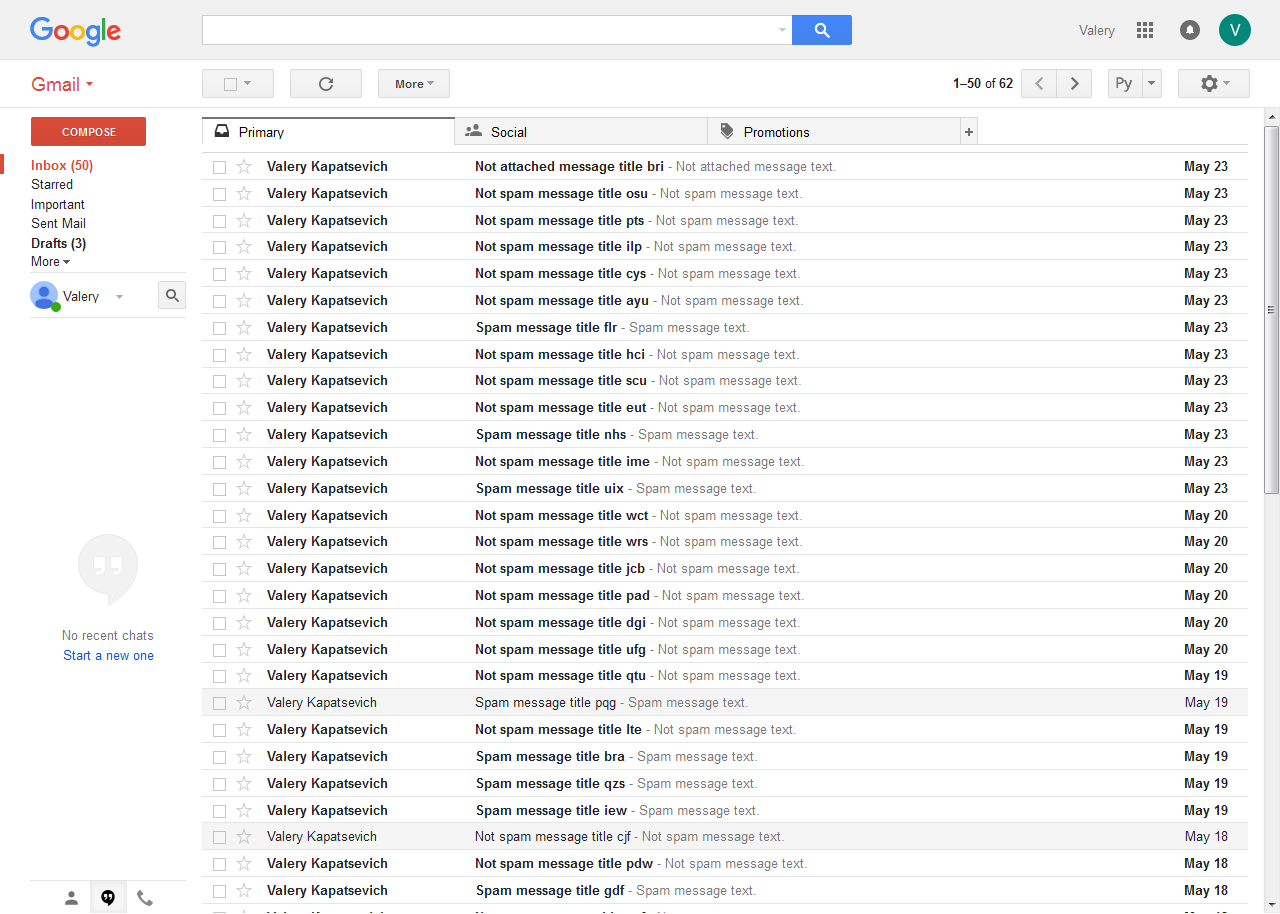 Google
Valery
V
Gmail
More
1–50 of 62
Py
COMPOSE
Primary
Social
Promotions
+
Inbox (50)
Starred
Important
Sent Mail
Drafts (3)
More
Valery
No recent chats
Start a new one
Valery Kapatsevich Not attached message title bri - Not attached message text. May 23
Valery Kapatsevich Not spam message title osu - Not spam message text. May 23
Valery Kapatsevich Not spam message title pts - Not spam message text. May 23
Valery Kapatsevich Not spam message title ilp - Not spam message text. May 23
Valery Kapatsevich Not spam message title cys - Not spam message text. May 23
Valery Kapatsevich Not spam message title ayu - Not spam message text. May 23
Valery Kapatsevich Spam message title flr - Spam message text. May 23
Valery Kapatsevich Not spam message title hci - Not spam message text. May 23
Valery Kapatsevich Not spam message title scu - Not spam message text. May 23
Valery Kapatsevich Not spam message title eut - Not spam message text. May 23
Valery Kapatsevich Spam message title nhs - Spam message text. May 23
Valery Kapatsevich Not spam message title ime - Not spam message text. May 23
Valery Kapatsevich Spam message title uix - Spam message text. May 23
Valery Kapatsevich Not spam message title wct - Not spam message text. May 20
Valery Kapatsevich Not spam message title wrs - Not spam message text. May 20
Valery Kapatsevich Not spam message title jcb - Not spam message text. May 20
Valery Kapatsevich Not spam message title pad - Not spam message text. May 20
Valery Kapatsevich Not spam message title dgi - Not spam message text. May 20
Valery Kapatsevich Not spam message title ufg - Not spam message text. May 20
Valery Kapatsevich Not spam message title qtu - Not spam message text. May 19
Valery Kapatsevich Spam message title pqg - Spam message text. May 19
Valery Kapatsevich Not spam message title lte - Not spam message text. May 19
Valery Kapatsevich Spam message title bra - Spam message text. May 19
Valery Kapatsevich Spam message title qzs - Spam message text. May 19
Valery Kapatsevich Spam message title iew - Spam message text. May 19
Valery Kapatsevich Not spam message title cjf - Not spam message text. May 18
Valery Kapatsevich Not spam message title pdw - Not spam message text. May 18
Valery Kapatsevich Spam message title gdf - Spam message text. May 18